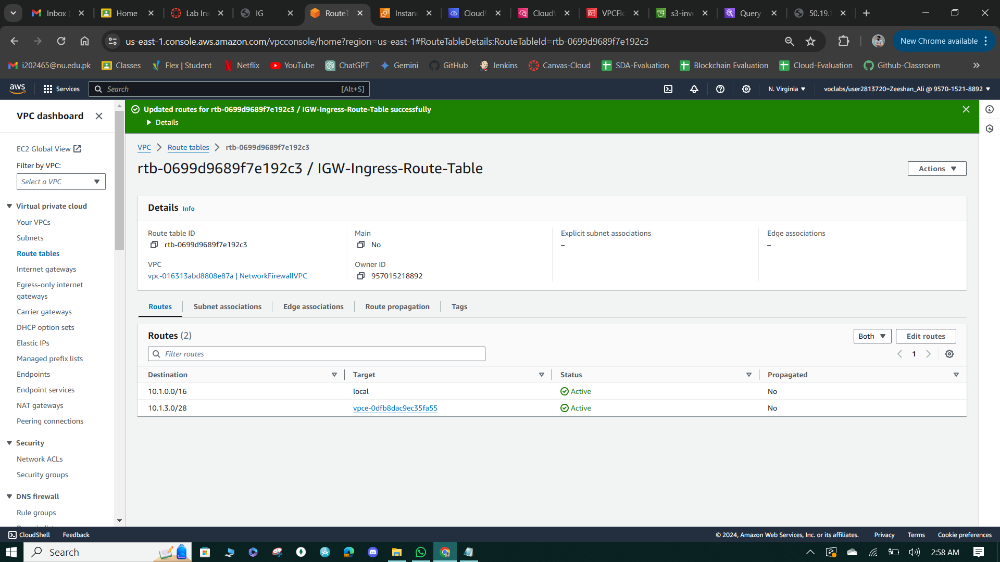 Inbox (
Home
Lab Ins
IG
RouteT
Instanc
Cloud9
CloudW
VPCFlo
s3-inve
Query
50.19.1
us-east-1.console.aws.amazon.com/vpcconsole/home?region=us-east-1#RouteTableDetails:RouteTableId=rtb-0699d9689f7e192c3
New Chrome available
i202465@nu.edu.pk
Classes
Flex | Student
Netflix
YouTube
ChatGPT
Gemini
GitHub
Jenkins
Canvas-Cloud
SDA-Evaluation
Blockchain Evaluation
Cloud-Evaluation
Github-Classroom
aws
Services
Search
[Alt+S]
N. Virginia
voclabs/user2813720=Zeeshan_Ali @ 9570-1521-8892
VPC dashboard
EC2 Global View
Filter by VPC:
Select a VPC
Virtual private cloud
Your VPCs
Subnets
Route tables
Internet gateways
Egress-only internet
gateways
Carrier gateways
DHCP option sets
Elastic IPs
Managed prefix lists
Endpoints
Endpoint services
NAT gateways
Peering connections
Security
Network ACLs
Security groups
DNS firewall
Rule groups
Updated routes for rtb-0699d9689f7e192c3 / IGW-Ingress-Route-Table successfully
Details
VPC
Route tables
rtb-0699d9689f7e192c3
rtb-0699d9689f7e192c3 / IGW-Ingress-Route-Table
Actions
Details Info
Route table ID
rtb-0699d9689f7e192c3
Main
No
Explicit subnet associations
–
Edge associations
–
VPC
vpc-016313abd8808e87a | NetworkFirewallVPC
Owner ID
957015218892
Routes
Subnet associations
Edge associations
Route propagation
Tags
Routes (2)
Both
Edit routes
Filter routes
1
Destination
Target
Status
Propagated
10.1.0.0/16
local
Active
No
10.1.3.0/28
vpce-0dfb8dac9ec35fa55
Active
No
CloudShell
Feedback
© 2024, Amazon Web Services, Inc. or its affiliates.
Privacy
Terms
Cookie preferences
Search
2:58 AM